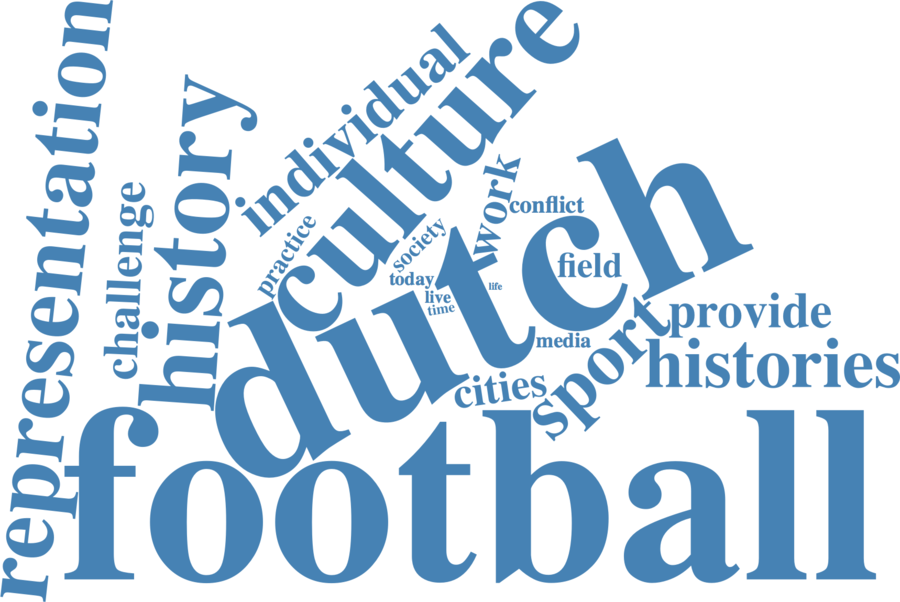 representation
challenge
history
individual
culture
practice
society
today
live
time
life
work
conflict
dutch
field
media
sport
provide
histories
cities
football